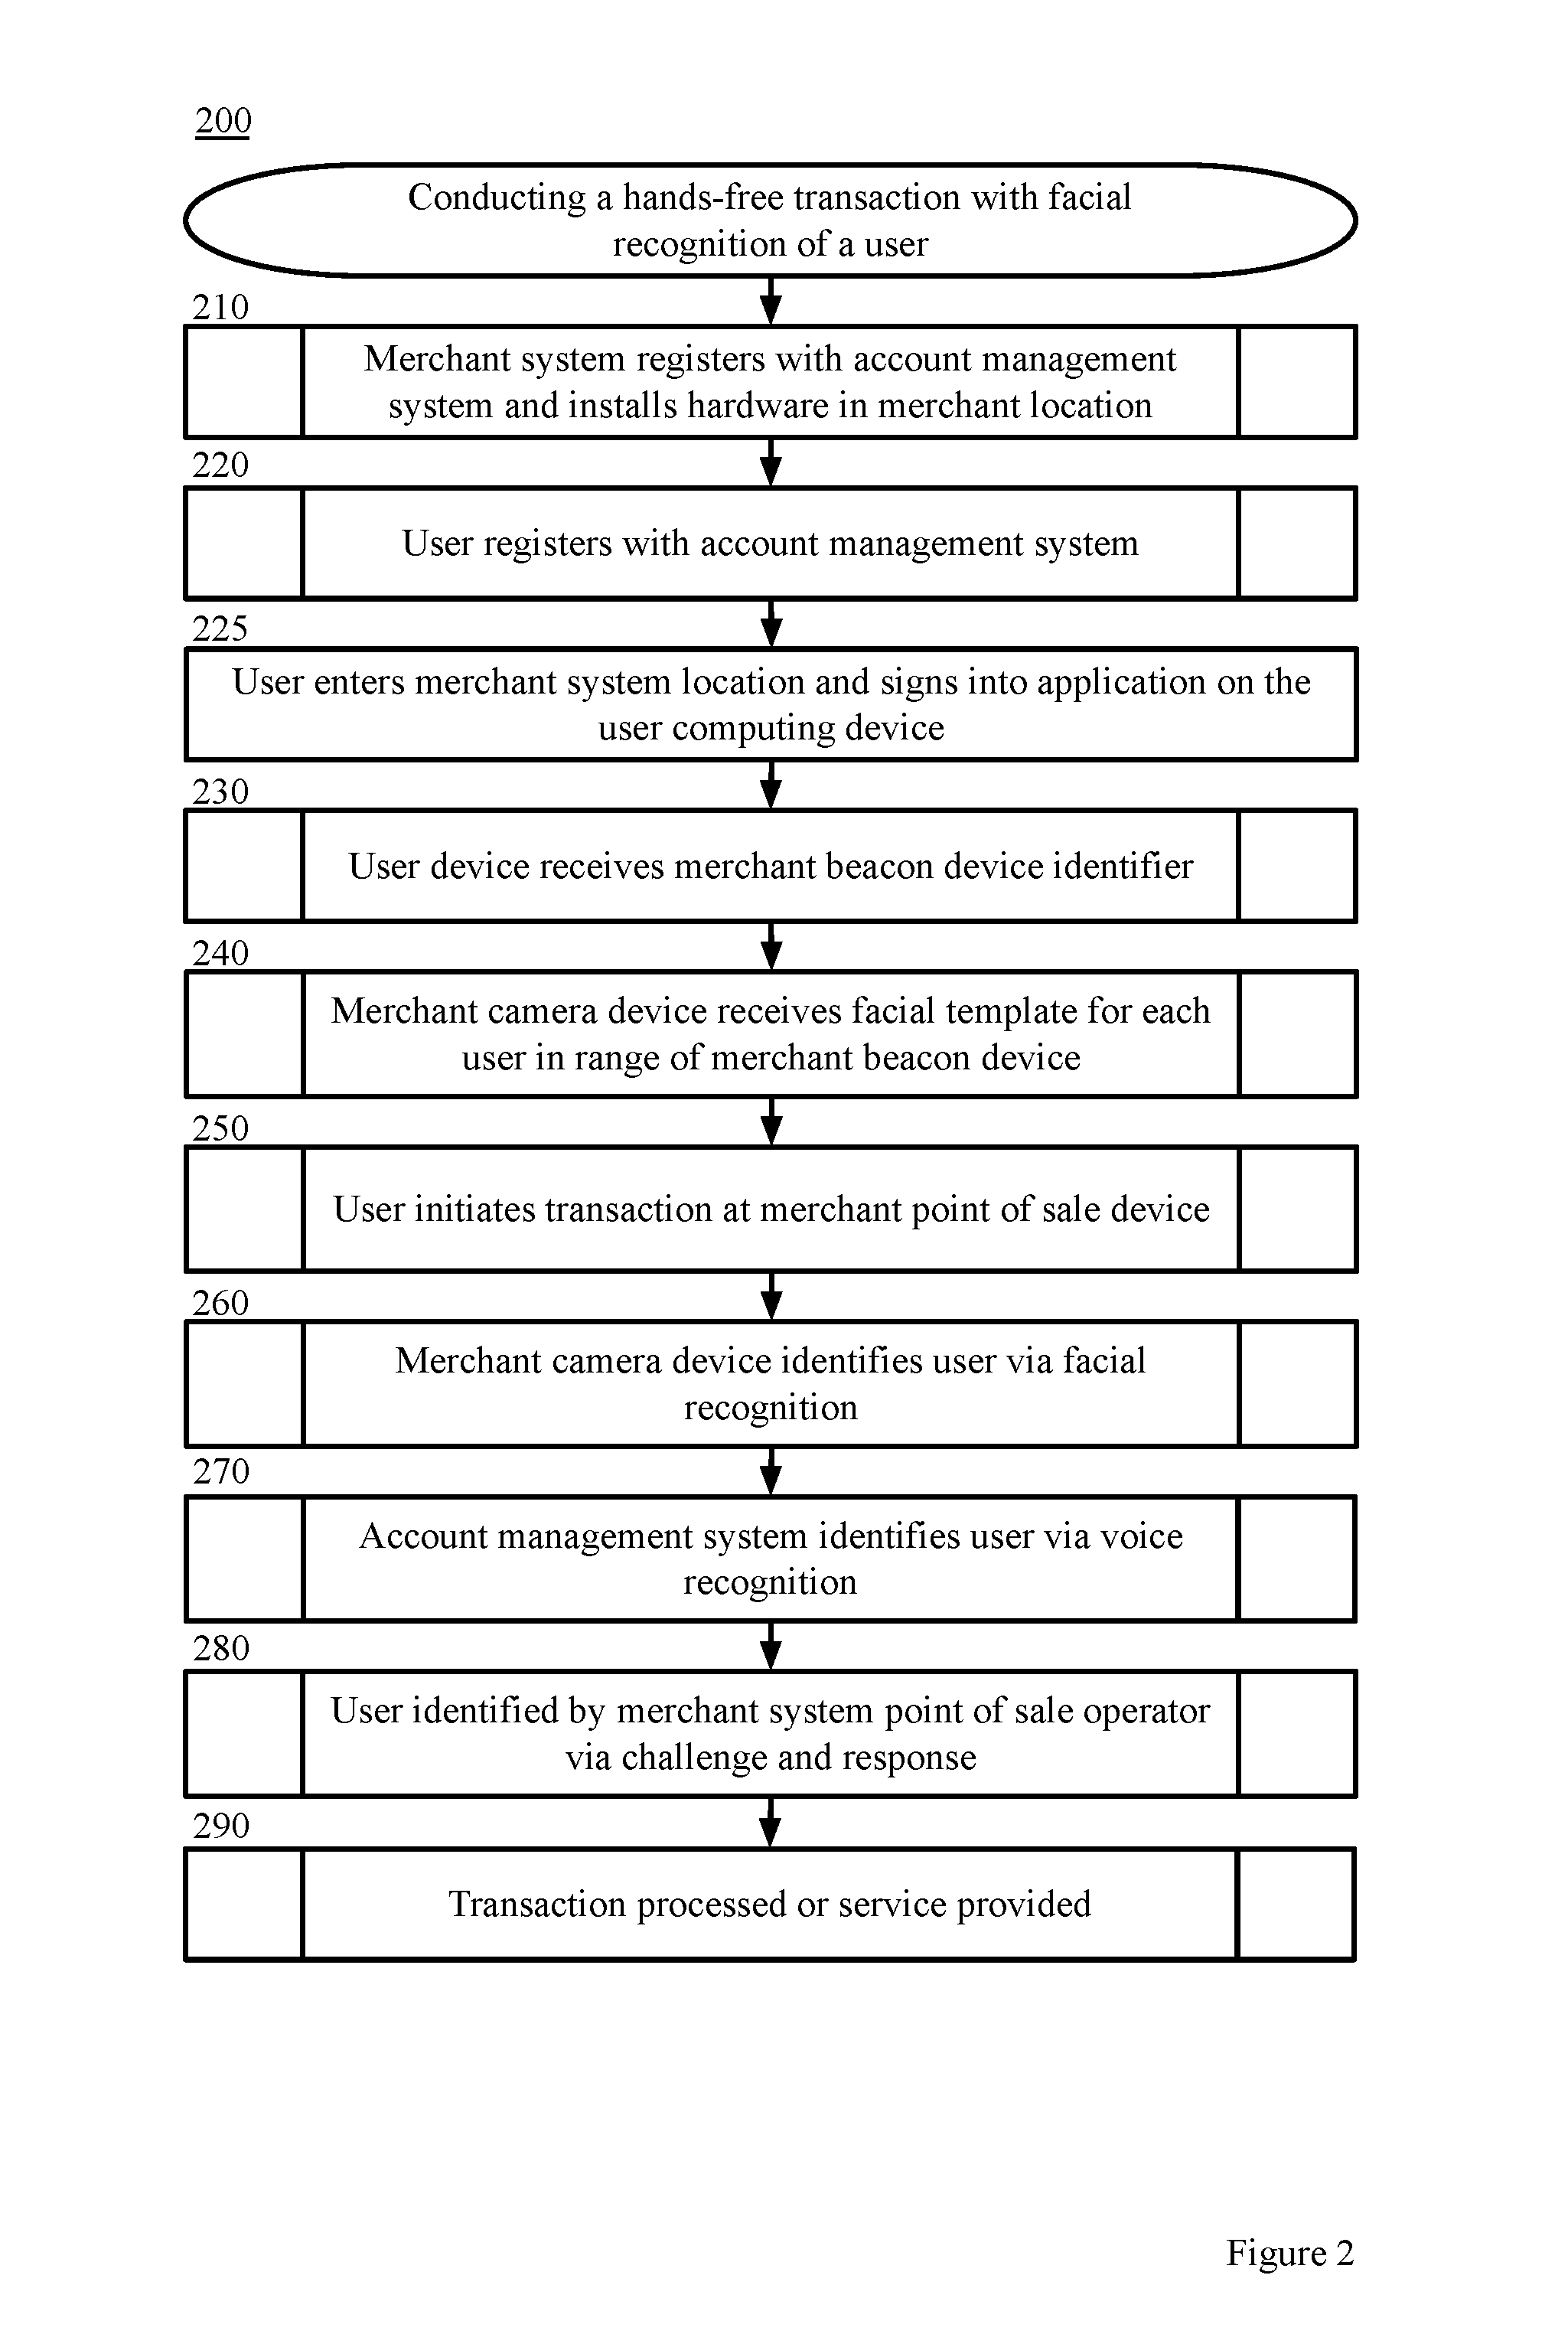 200
Conducting a hands-free transaction with facial
recognition of a user
210
Merchant system registers with account management
system and installs hardware in merchant location
220
User registers with account management system
225
User enters merchant system location and signs into application on the
user computing device
230
User device receives merchant beacon device identifier
240
Merchant camera device receives facial template for each
user in range of merchant beacon device
250
User initiates transaction at merchant point of sale device
260
Merchant camera device identifies user via facial
recognition
270
Account management system identifies user via voice
recognition
280
User identified by merchant system point of sale operator
via challenge and response
290
Transaction processed or service provided
Figure 2